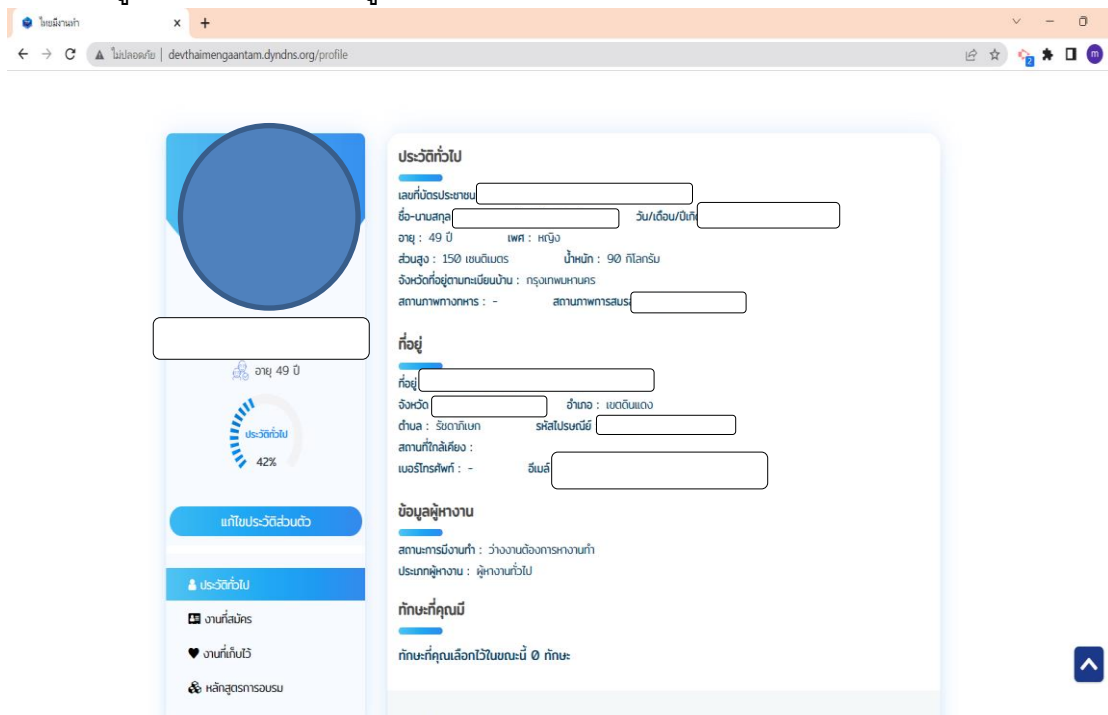 ไทยมีงานทำ
ไม่ปลอดภัย | devthaimengaantam.dyndns.org/profile
2
m
อายุ 49 ปี
ประวัติทั่วไป
42%
แก้ไขประวัติส่วนตัว
ประวัติทั่วไป
งานที่สมัคร
งานที่เก็บไว้
หลักสูตรการอบรม
ประวัติทั่วไป
เลขที่บัตรประชาชน
ชื่อ-นามสกุล วัน/เดือน/ปีเกิ
อายุ : 49 ปี เพศ : หญิง
ส่วนสูง : 150 เซนติเมตร น้ำหนัก : 90 กิโลกรัม
จังหวัดที่อยู่ตามทะเบียนบ้าน : กรุงเทพมหานคร
สถานภาพทางทหาร : - สถานภาพการสมรส
ที่อยู่
ที่อยู่
จังหวัด อำเภอ : เขตดินแดง
ตำบล : รัชดาภิเษก รหัสไปรษณีย์
สถานที่ใกล้เคียง :
เบอร์โทรศัพท์ : - อีเมล์
ข้อมูลผู้หางาน
สถานะการมีงานทำ : ว่างงานต้องการหางานทำ
ประเภทผู้หางาน : ผู้หางานทั่วไป
ทักษะที่คุณมี
ทักษะที่คุณเลือกไว้ในขณะนี้ 0 ทักษะ